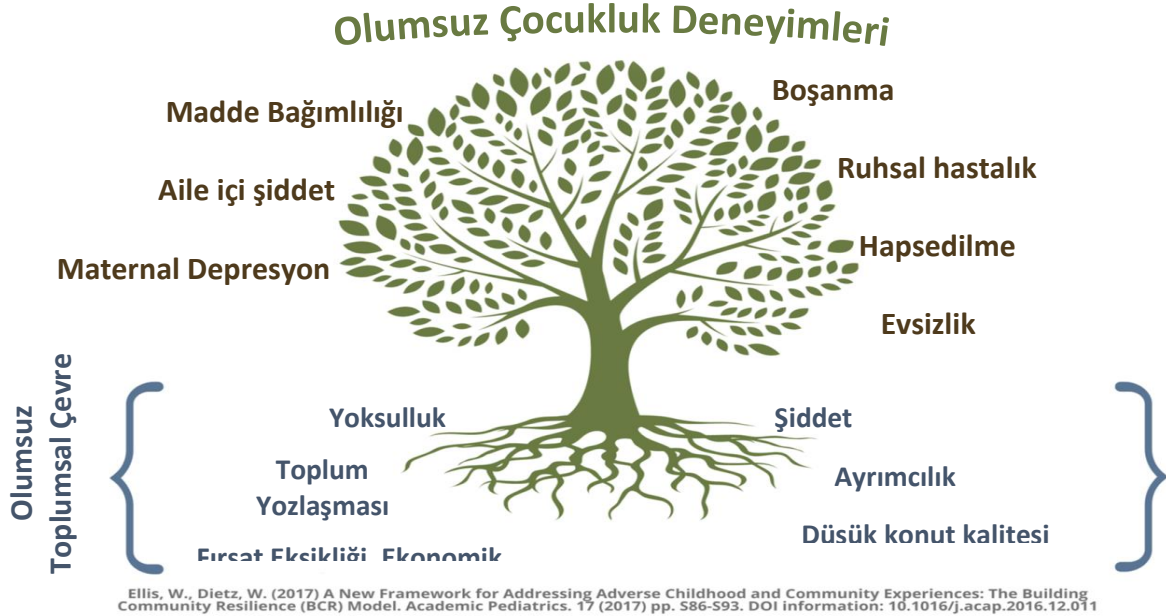 Olumsuz Çocukluk Deneyimleri
Madde Bağımlılığı
Boşanma
Aile içi şiddet
Ruhsal hastalık
Maternal Depresyon
Hapsedilme
Evsizlik
Olumsuz
Toplumsal Çevre
Yoksulluk
Şiddet
Toplum
Yozlaşması
Ayrımcılık
Düşük konut kalitesi
Fırsat Eksikliği, Ekonomik
Ellis, W., Dietz, W. (2017) A New Framework for Addressing Adverse Childhood and Community Experiences: The Building
Community Resilience (BCR) Model. Academic Pediatrics. 17 (2017) pp. S86-S93. DOI information: 10.1016/j.acap.2016.12.011